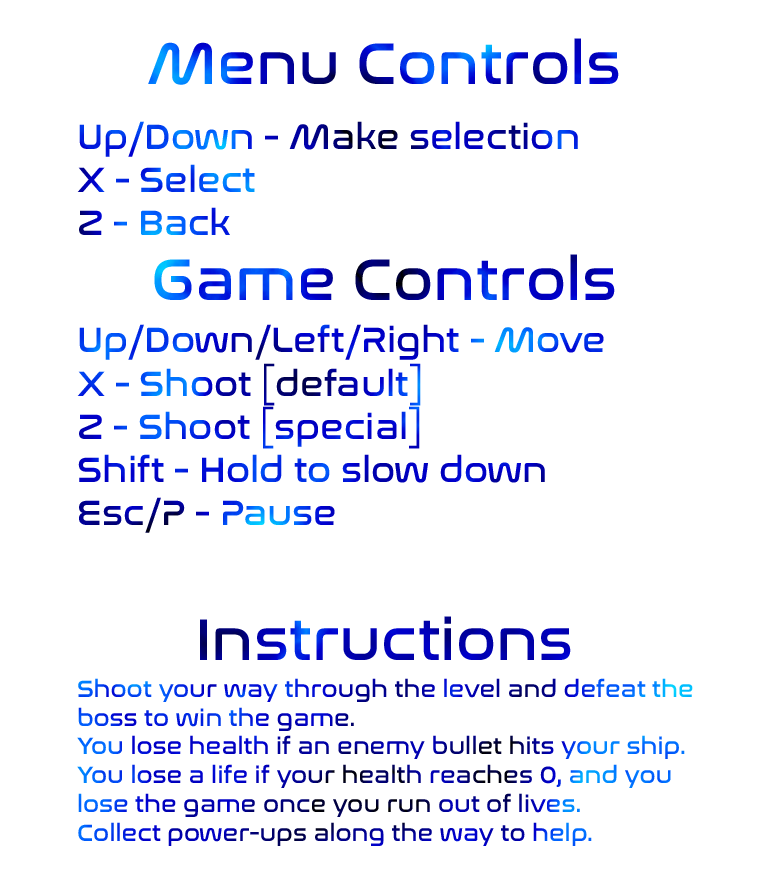 Menu Controls
Up/Down - Make selection
X - Select
Z - Back
Game Controls
Up/Down/Left/Right - Move
X - Shoot [default]
Z - Shoot [special]
Shift - Hold to slow down
Esc/P - Pause
Instructions
Shoot your way through the level and defeat the
boss to win the game.
You lose health if an enemy bullet hits your ship.
You lose a life if your health reaches 0, and you
lose the game once you run out of lives.
Collect power-ups along the way to help.